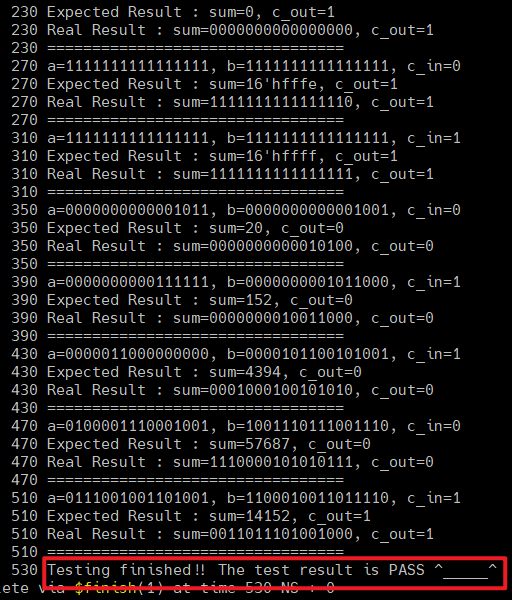 230 Expected Result : sum=0, c_out=1
230 Real Result : sum=0000000000000000, c_out=1
230 =================================
270 a=1111111111111111, b=1111111111111111, c_in=0
270 Expected Result : sum=16'hfffe, c_out=1
270 Real Result : sum=1111111111111110, c_out=1
270 =================================
310 a=1111111111111111, b=1111111111111111, c_in=1
310 Expected Result : sum=16'hffff, c_out=1
310 Real Result : sum=1111111111111111, c_out=1
310 =================================
350 a=0000000000001011, b=0000000000001001, c_in=0
350 Expected Result : sum=20, c_out=0
350 Real Result : sum=0000000000010100, c_out=0
350 =================================
390 a=0000000000111111, b=0000000001011000, c_in=1
390 Expected Result : sum=152, c_out=0
390 Real Result : sum=0000000010011000, c_out=0
390 =================================
430 a=0000011000000000, b=0000101100101001, c_in=1
430 Expected Result : sum=4394, c_out=0
430 Real Result : sum=0001000100101010, c_out=0
430 =================================
470 a=0100001110001001, b=1001110111001110, c_in=0
470 Expected Result : sum=57687, c_out=0
470 Real Result : sum=1110000101010111, c_out=0
470 =================================
510 a=0111001001101001, b=1100010011011110, c_in=1
510 Expected Result : sum=14152, c_out=1
510 Real Result : sum=0011011101001000, c_out=1
510 =================================
530 Testing finished!! The test result is PASS ^_____^
lete via $finish(1) at time 530 NS + 0